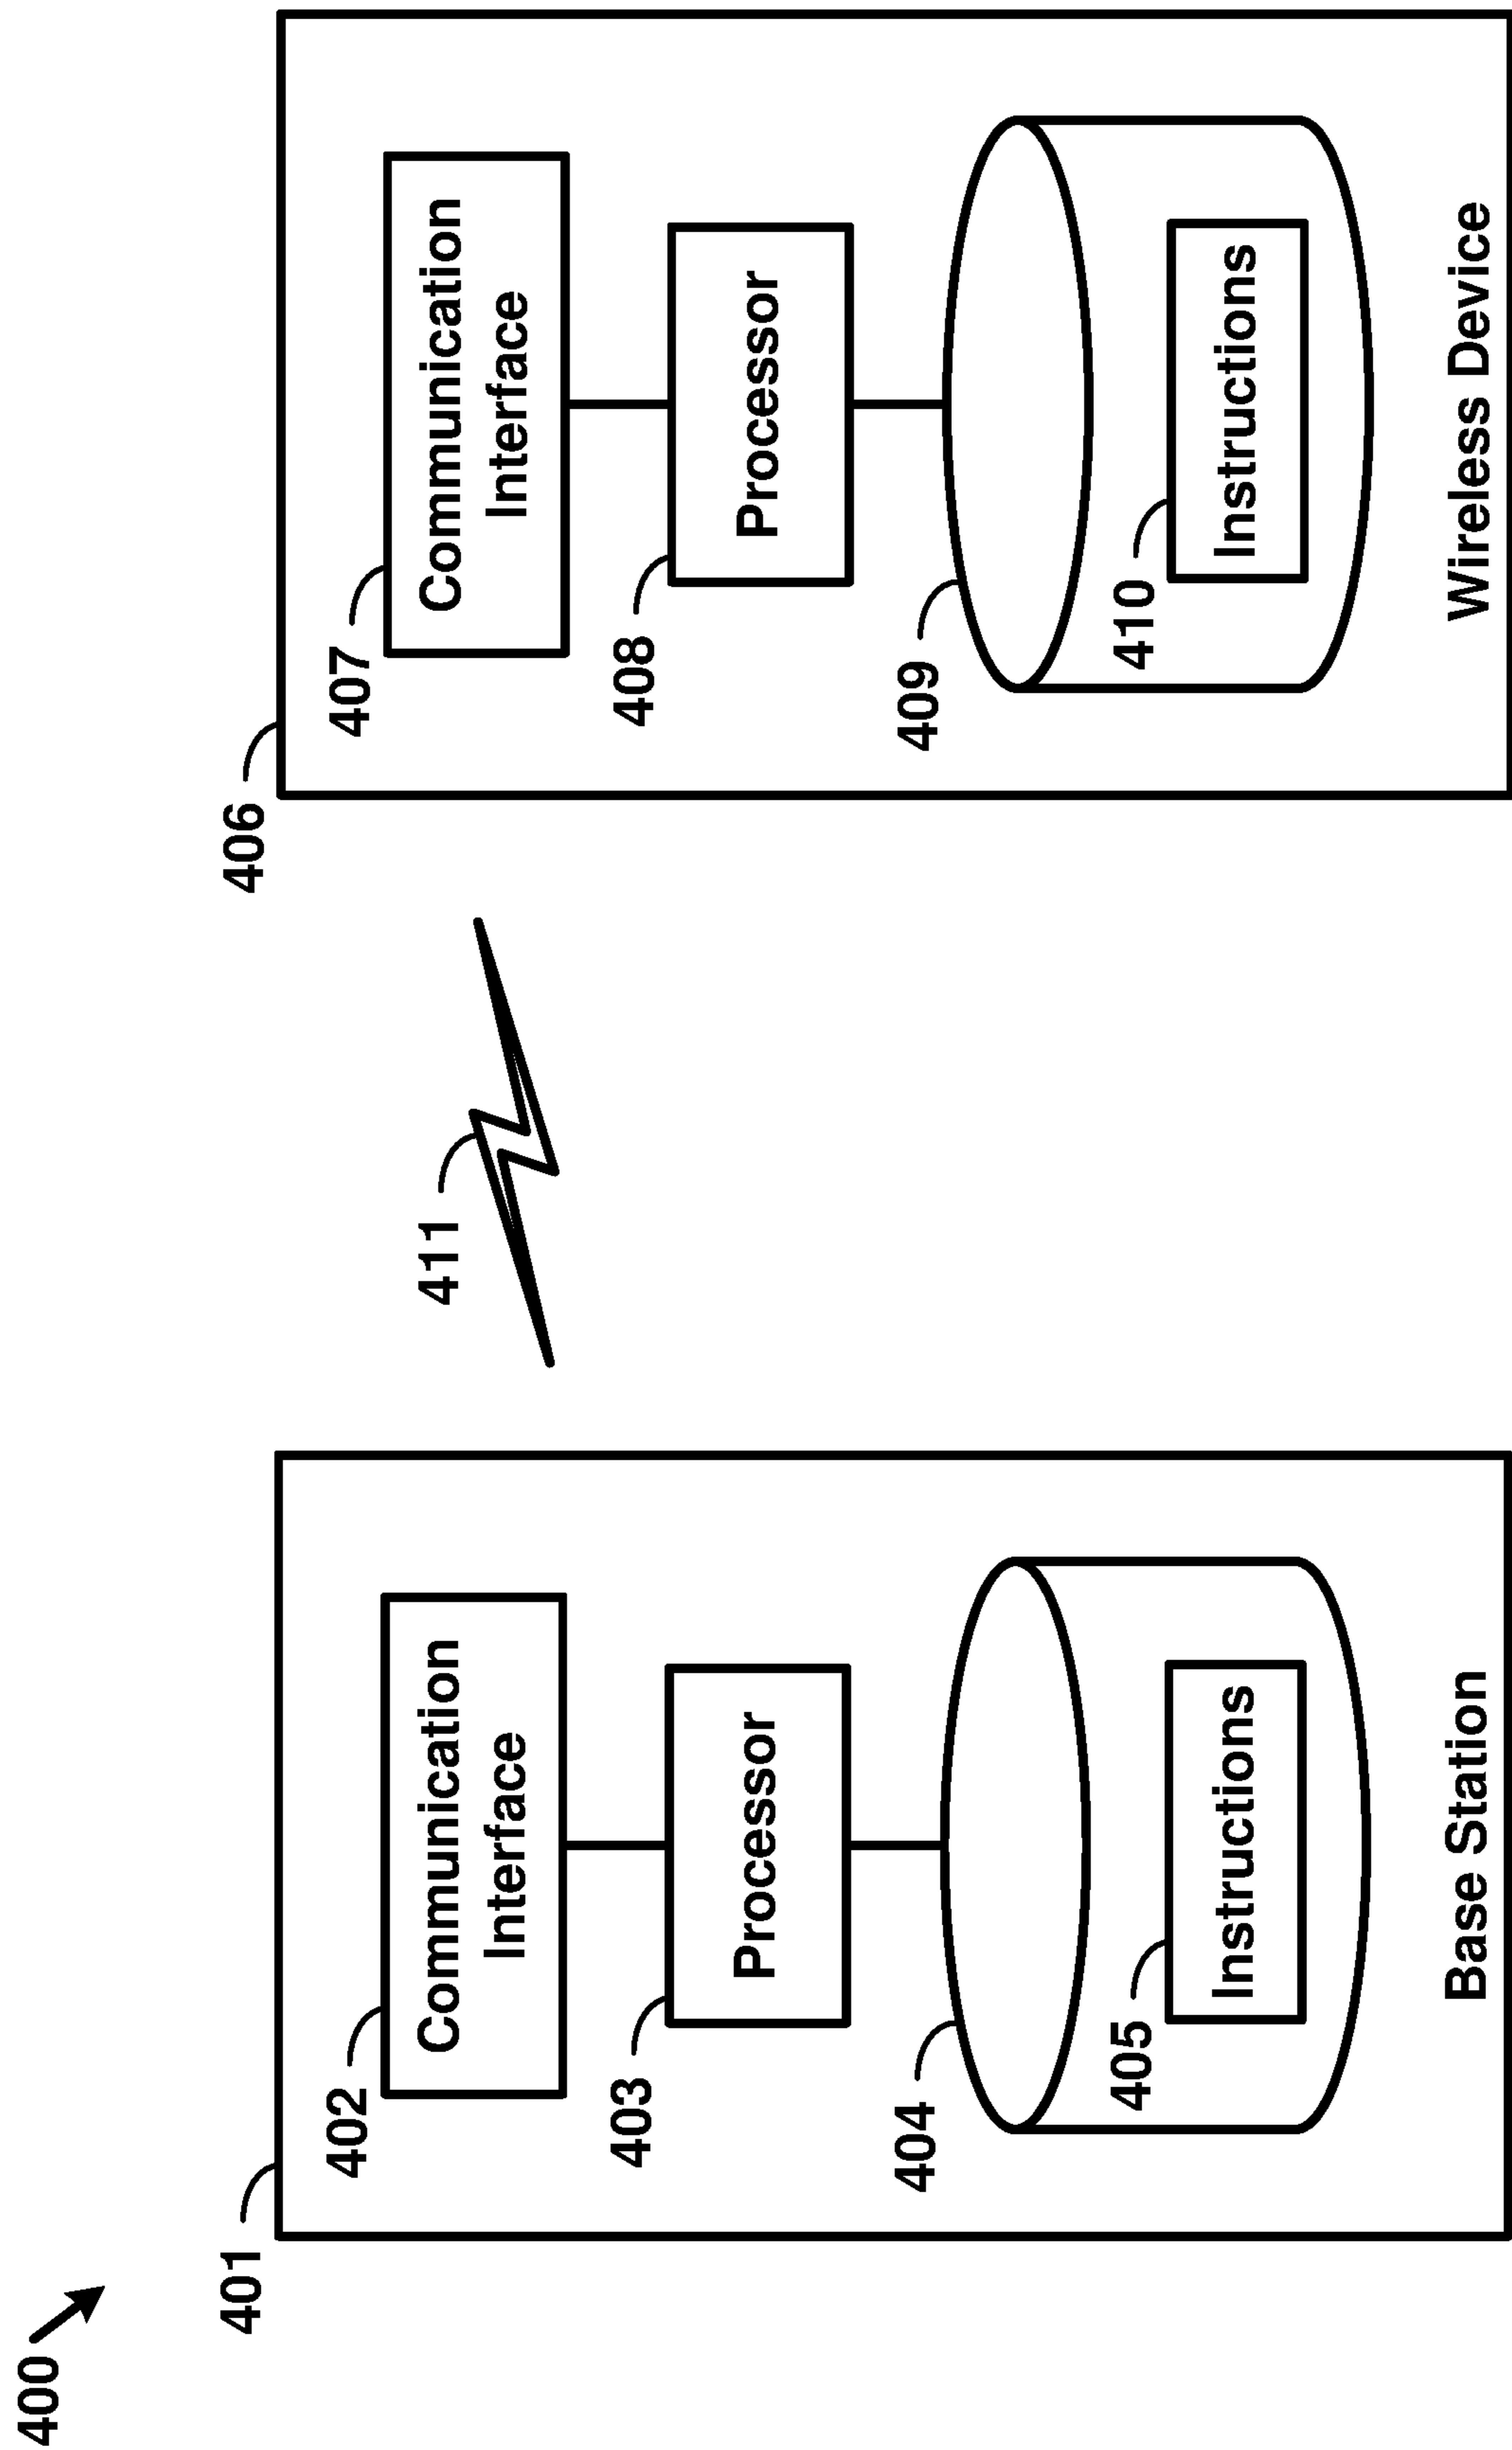 400
401
402
Communication
Interface
403
Processor
404
405
Instructions
Base Station
411
406
407
Communication
Interface
408
Processor
409
410
Instructions
Wireless Device